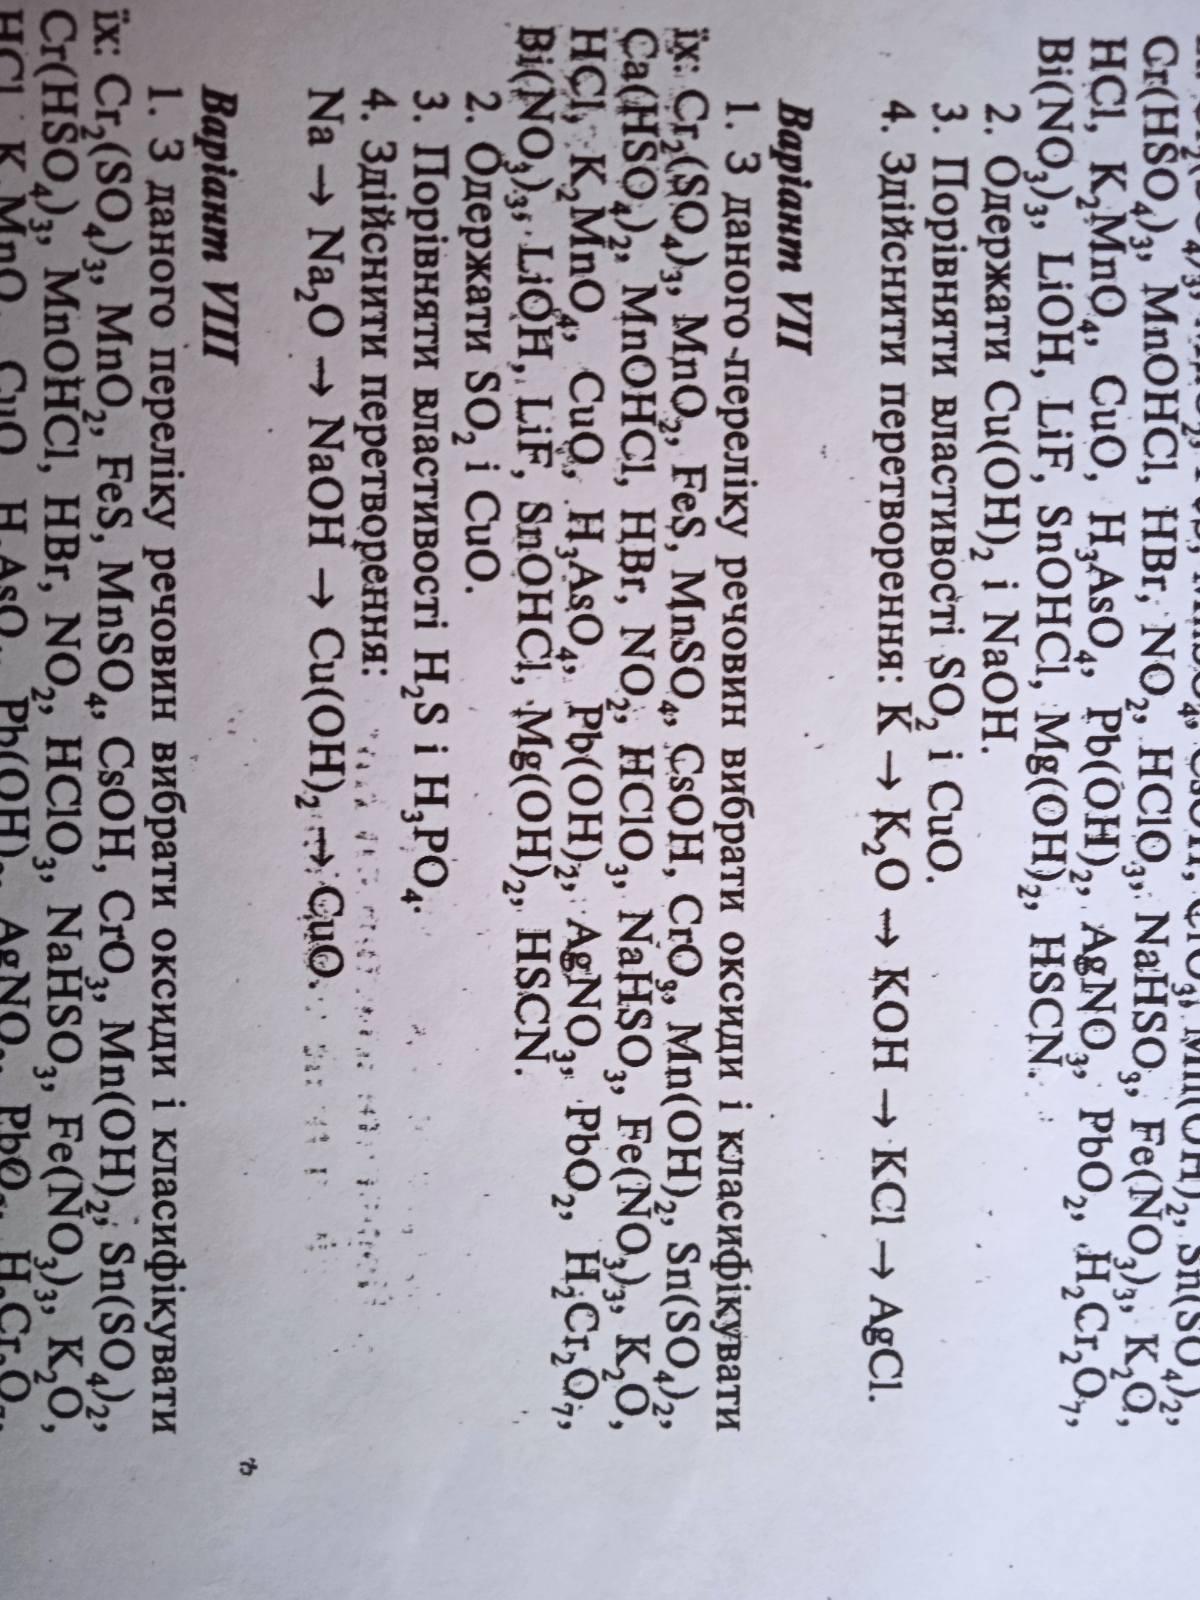 Cr(HSO₄)₃, MnOHCl, HBr, NO₂, HClO₃, NaHSO₃, Fe(NO₃)₃, K₂O,
HCl, K₂MnO₄, CuO, H₃AsO₄, Pb(OH)₂, AgNO₃, PbO₂, H₂Cr₂O₇,
Bi(NO₃)₃, LiOH, LiF, SnOHCl, Mg(OH)₂, HSCN.
2. Одержати Cu(OH)₂ і NaOH.
3. Порівняти властивості SO₂ і CuO.
4. Здійснити перетворення: K → K₂O → KOH → KCl → AgCl.
Варіант VII
1. З даного переліку речовин вибрати оксиди і класифікувати
їх: Cr₂(SO₄)₃, MnO₂, FeS, MnSO₄, CsOH, CrO₃, Mn(OH)₂, Sn(SO₄)₂,
Ca(HSO₄)₂, MnOHCl, HBr, NO₂, HClO₃, NaHSO₃, Fe(NO₃)₃, K₂O,
HCl, K₂MnO₄, CuO, H₃AsO₄, Pb(OH)₂, AgNO₃, PbO₂, H₂Cr₂O₇,
Bi(NO₃)₃, LiOH, LiF, SnOHCl, Mg(OH)₂, HSCN.
2. Одержати SO₂ і CuO.
3. Порівняти властивості H₂S і H₃PO₄.
4. Здійснити перетворення:
Na → Na₂O → NaOH → Cu(OH)₂ → CuO.
Варіант VIII
1. З даного переліку речовин вибрати оксиди і класифікувати
їх: Cr₂(SO₄)₃, MnO₂, FeS, MnSO₄, CsOH, CrO₃, Mn(OH)₂, Sn(SO₄)₂,
Cr(HSO₄)₃, MnOHCl, HBr, NO₂, HClO₃, NaHSO₃, Fe(NO₃)₃, K₂O,